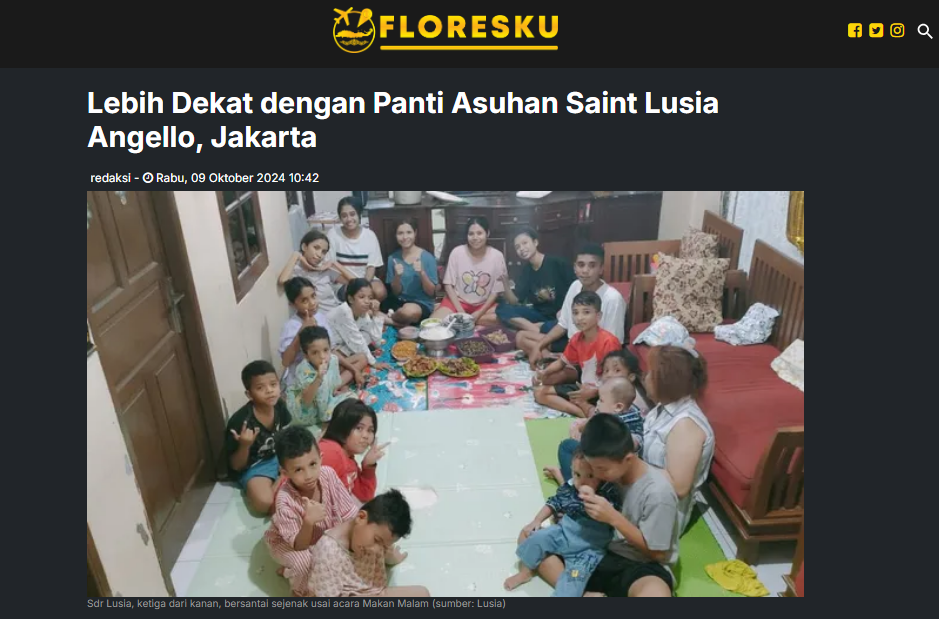 FLORESKU
Lebih Dekat dengan Panti Asuhan Saint Lusia
Angello, Jakarta
redaksi - Rabu, 09 Oktober 2024 10:42
Sdr Lusia, ketiga dari kanan, bersantai sejenak usai acara Makan Malam (sumber: Lusia)